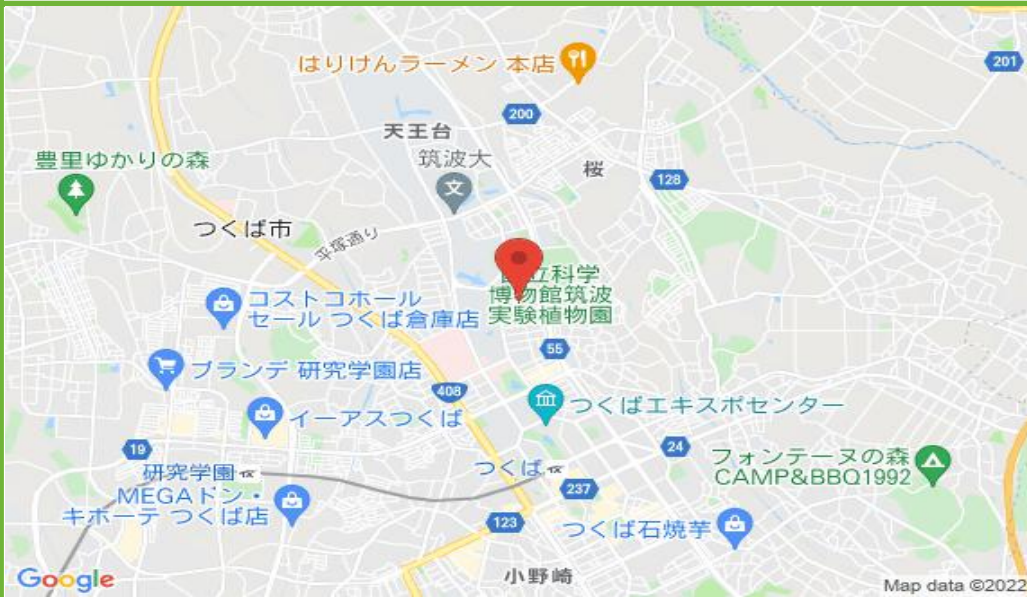 はりけんラーメン 本店
201
200
天王台
筑波大
桜
豊里ゆかりの森
128
つくば市
平塚通り
立科学
博物館筑波
実験植物園
コストコホール
セール つくば倉庫店
55
ブランデ 研究学園店
408
イーアスつくば
つくばエキスポセンター
19
24
研究学園
つくば
フォンテーヌの森
CAMP&BBQ1992
MEGAドン・
キホーテ つくば店
237
123
つくば石焼芋
小野崎
Google
Map data ©2022